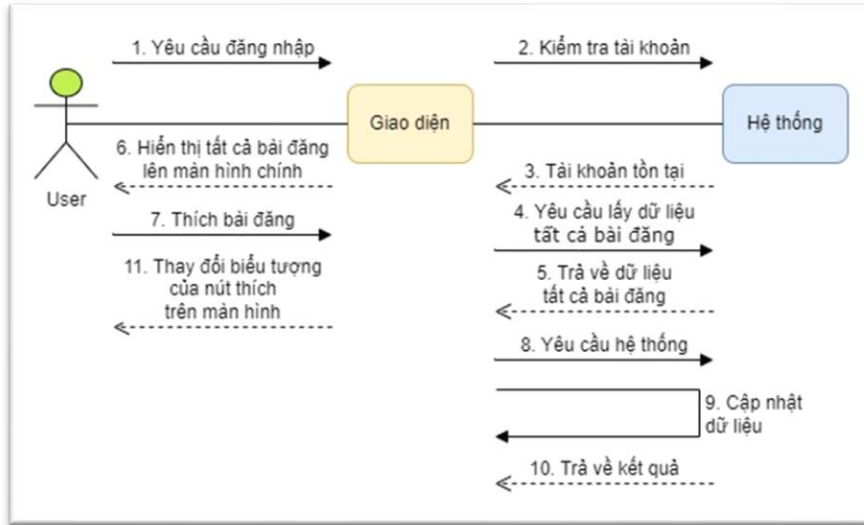 1. Yêu cầu đăng nhập
2. Kiểm tra tài khoản
Giao diện
Hệ thống
User
6. Hiển thị tất cả bài đăng
lên màn hình chính
3. Tài khoản tồn tại
7. Thích bài đăng
4. Yêu cầu lấy dữ liệu
tất cả bài đăng
11. Thay đổi biểu tượng
của nút thích
trên màn hình
5. Trả về dữ liệu
tất cả bài đăng
8. Yêu cầu hệ thống
9. Cập nhật
dữ liệu
10. Trả về kết quả